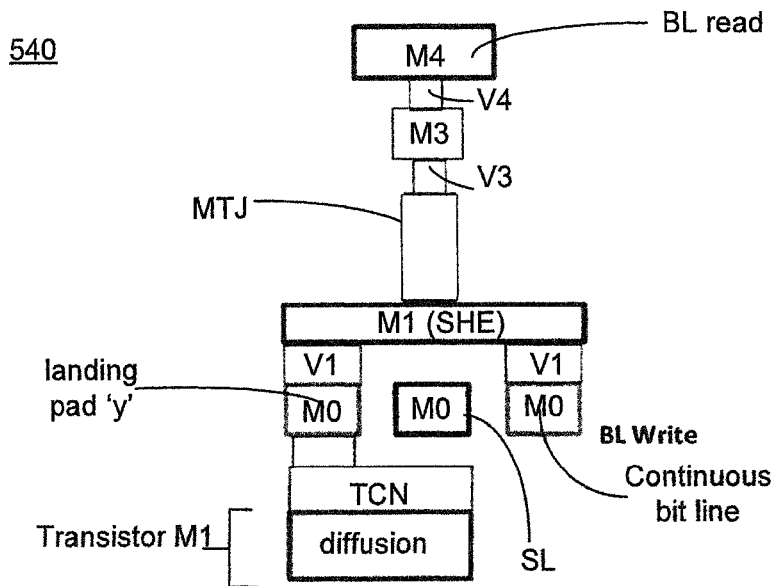 540
BL read
M4
V4
M3
V3
MTJ
M1 (SHE)
V1
V1
landing
pad ‘y’
M0
M0
M0
BL Write
Continuous
bit line
TCN
Transistor M1
diffusion
SL